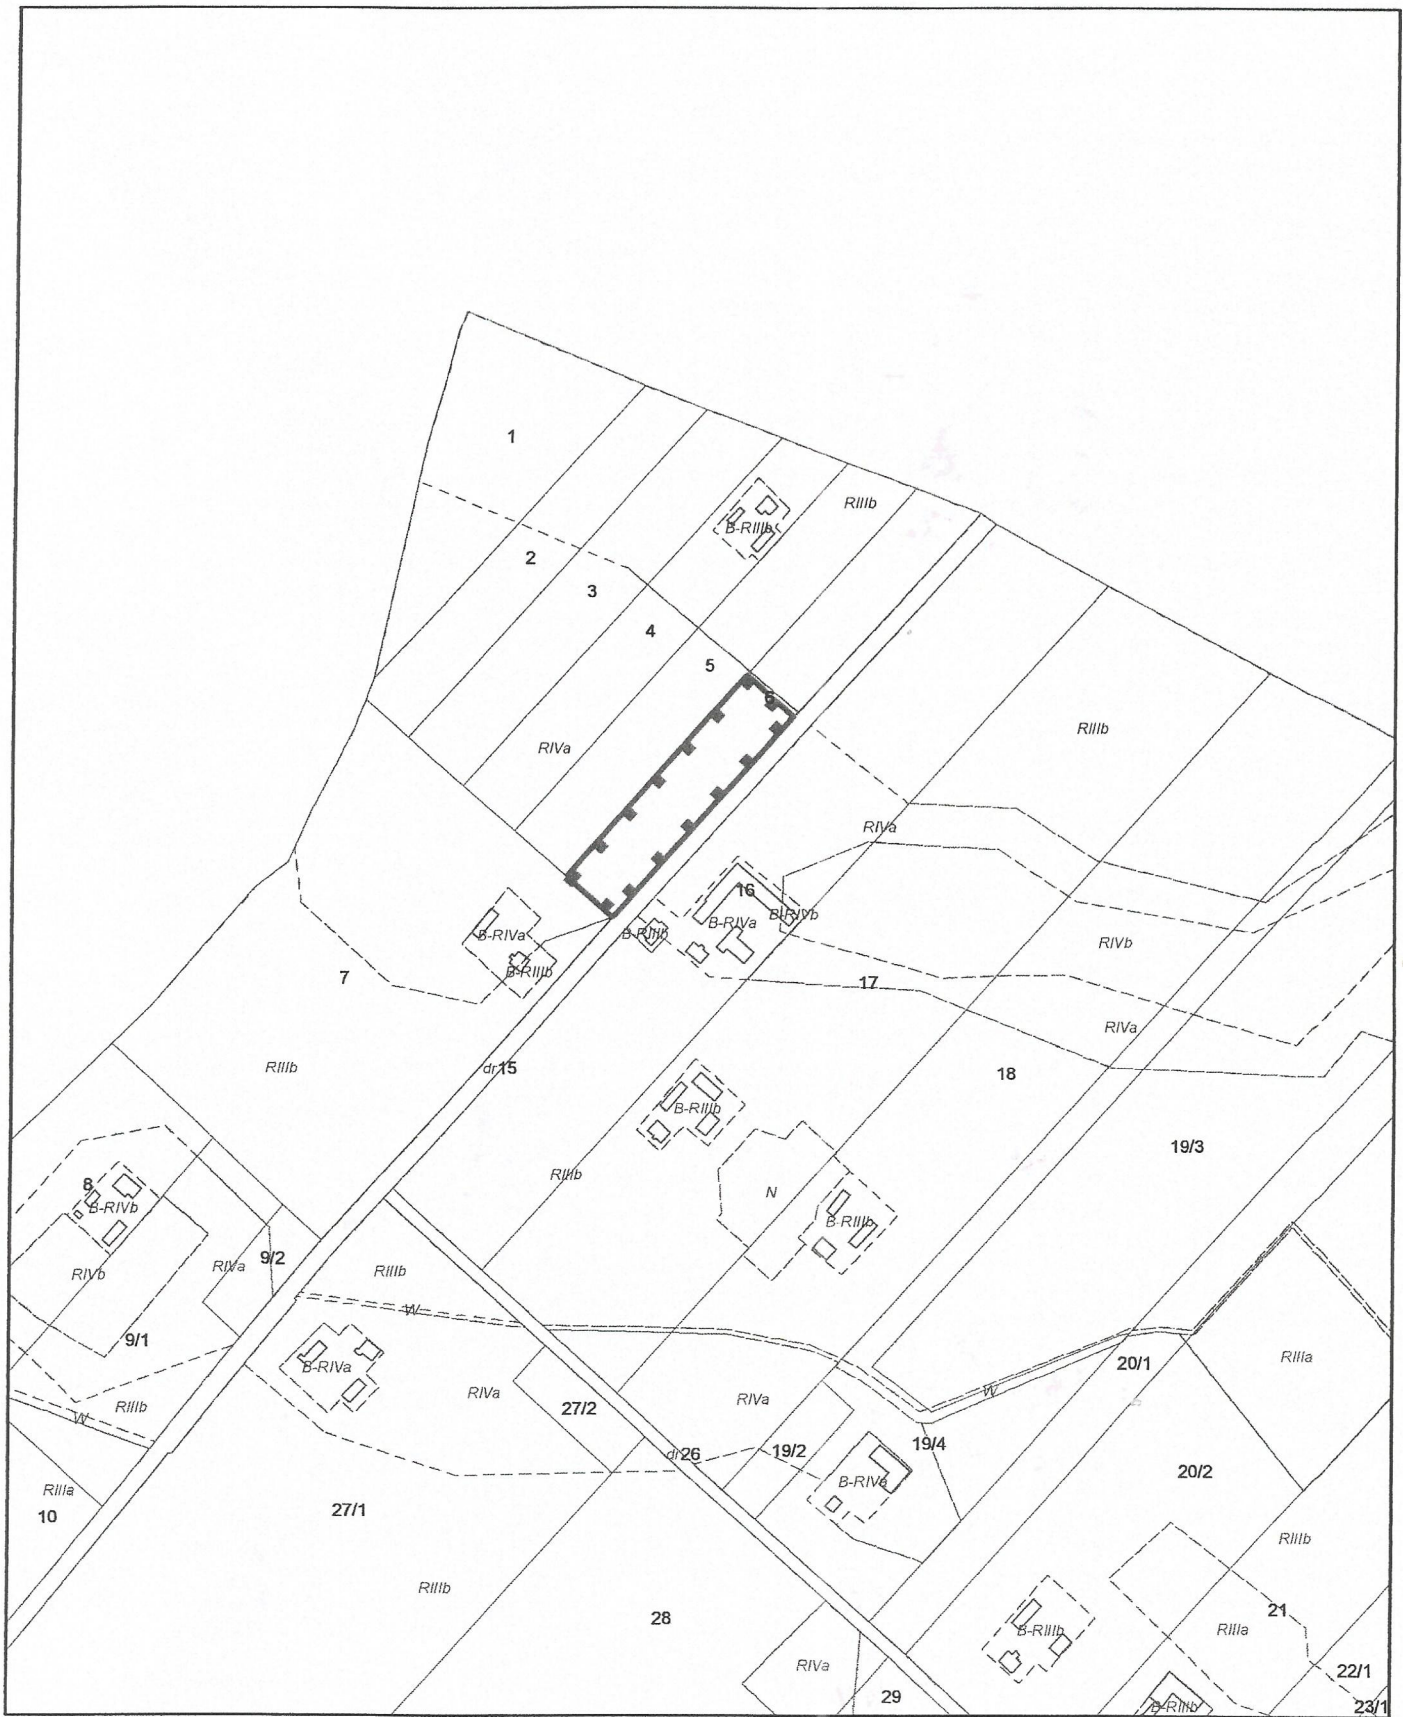 1
RIIIb
B-RIIIb
2
3
4
5
6
RIIIb
RIVa
RIVa
16
B-RIVb
B-RIVa
B-RIIIb
B-RIVa
B-RIIIb
RIVb
7
17
RIVa
RIIIb
dr15
18
B-RIIIb
19/3
RIIIb
8
B-RIVb
N
B-RIIIb
RIVb
RIVa
9/2
RIIIb
W
9/1
B-RIVa
20/1
RIIIa
RIVa
RIVa
W
RIIIb
W
27/2
19/4
dr26
19/2
B-RIVa
20/2
RIIIa
10
27/1
RIIIb
RIIIb
28
21
B-RIIIb
RIIIa
RIVa
22/1
29
B-RIIIb
23/1